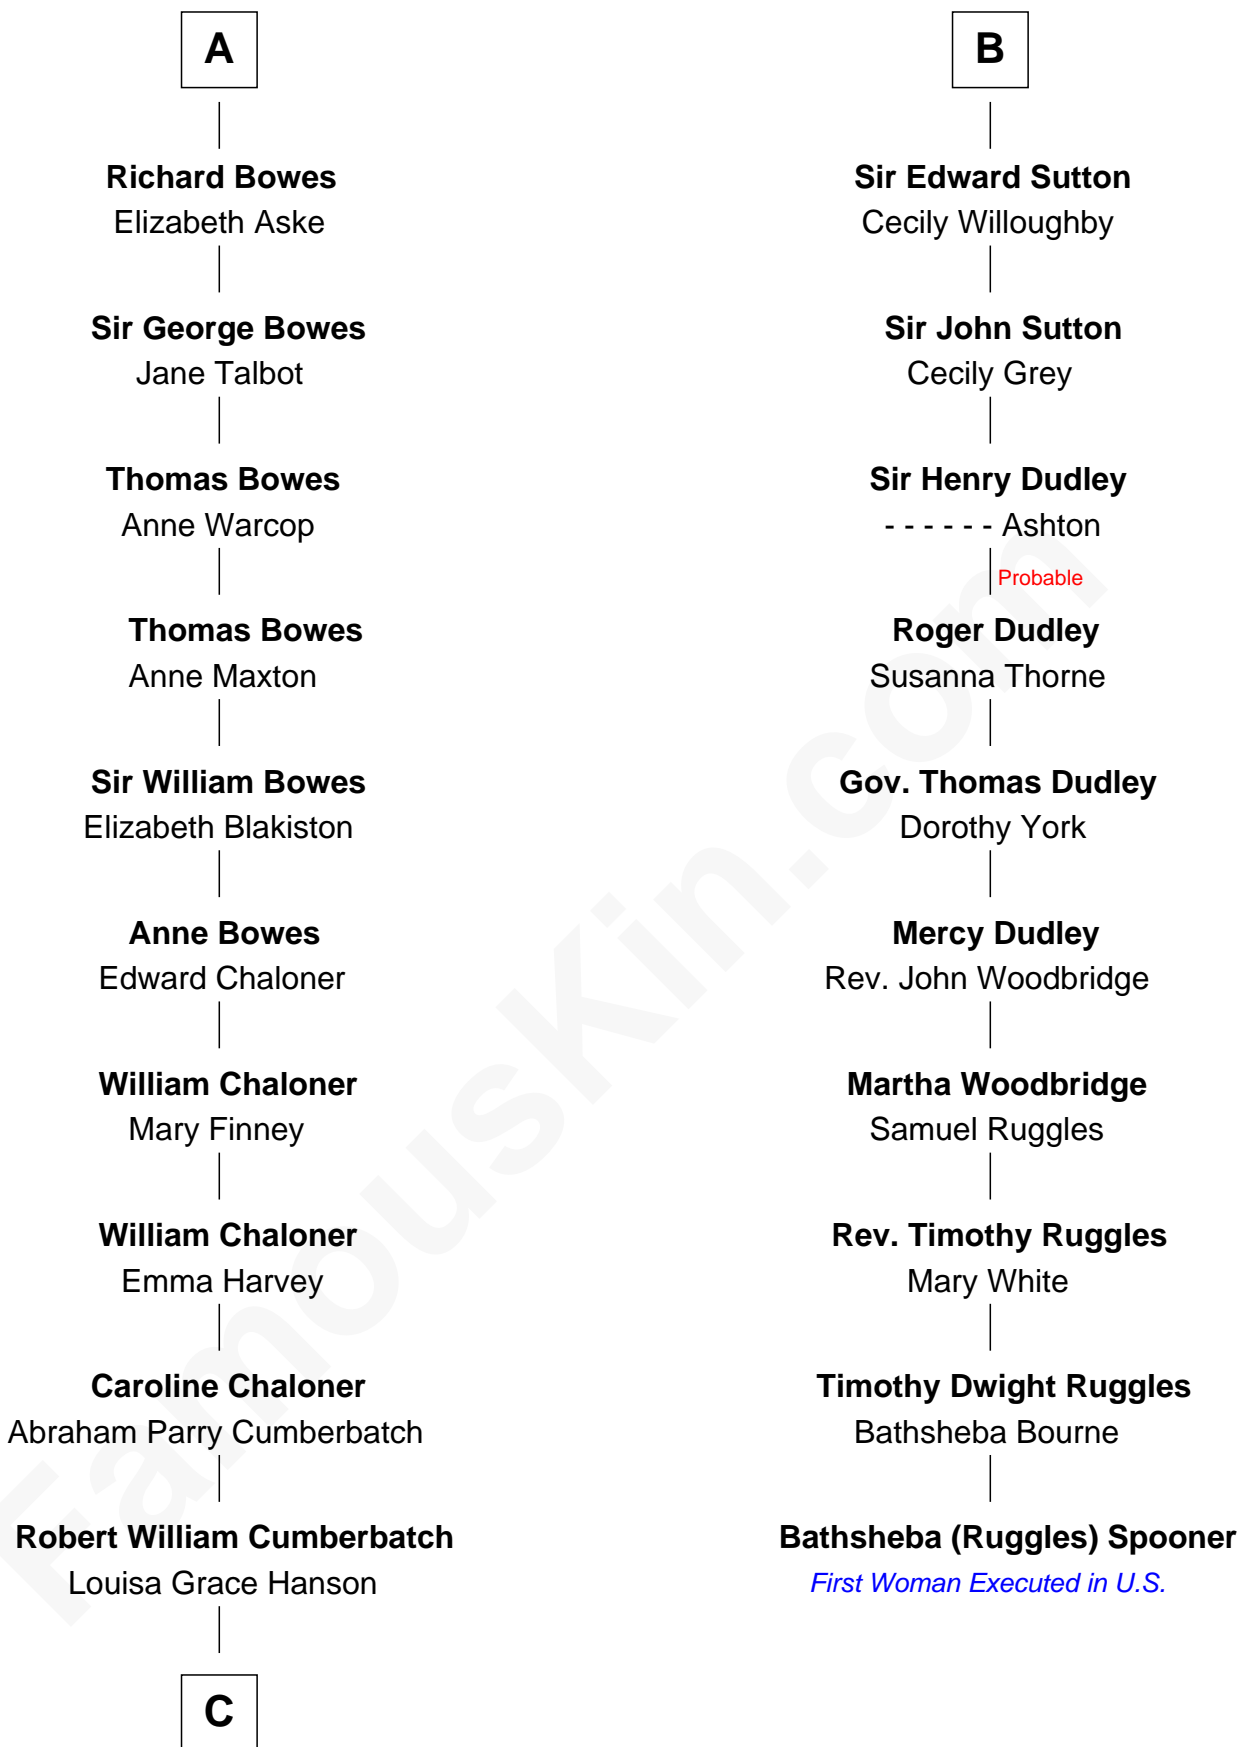 A
Richard Bowes
Elizabeth Aske
Sir George Bowes
Jane Talbot
Thomas Bowes
Anne Warcop
Thomas Bowes
Anne Maxton
Sir William Bowes
Elizabeth Blakiston
Anne Bowes
Edward Chaloner
William Chaloner
Mary Finney
William Chaloner
Emma Harvey
Caroline Chaloner
Abraham Parry Cumberbatch
Robert William Cumberbatch
Louisa Grace Hanson
C
B
Sir Edward Sutton
Cecily Willoughby
Sir John Sutton
Cecily Grey
Sir Henry Dudley
- - - - - - Ashton
Probable
Roger Dudley
Susanna Thorne
Gov. Thomas Dudley
Dorothy York
Mercy Dudley
Rev. John Woodbridge
Martha Woodbridge
Samuel Ruggles
Rev. Timothy Ruggles
Mary White
Timothy Dwight Ruggles
Bathsheba Bourne
Bathsheba (Ruggles) Spooner
First Woman Executed in U.S.
FamousKin.com